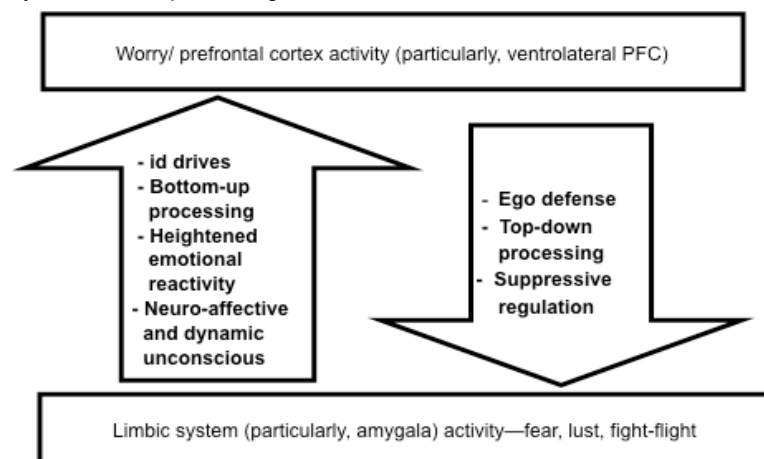 Worry/ prefrontal cortex activity (particularly, ventrolateral PFC)
- id drives
- Bottom-up
processing
- Heightened
emotional
reactivity
- Neuro-affective
and dynamic
unconscious
- Ego defense
- Top-down
processing
- Suppressive
regulation
Limbic system (particularly, amygala) activity—fear, lust, fight-flight